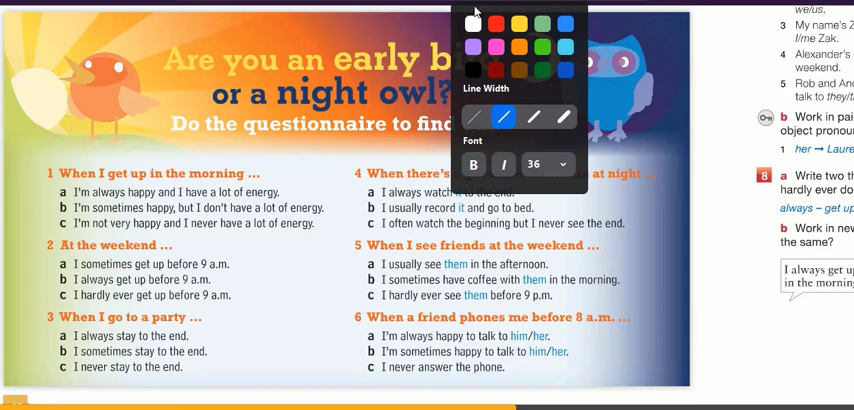 Are you an early bi
or a night owl?
Do the questionnaire to find
1 When I get up in the morning ...
a I'm always happy and I have a lot of energy.
b I'm sometimes happy, but I don't have a lot of energy.
c I'm not very happy and I never have a lot of energy.
2 At the weekend ...
a I sometimes get up before 9 a.m.
b I always get up before 9 a.m.
c I hardly ever get up before 9 a.m.
3 When I go to a party ...
a I always stay to the end.
b I sometimes stay to the end.
c I never stay to the end.
4 When there's at night ...
a I always watch it to the end.
b I usually record it and go to bed.
c I often watch the beginning but I never see the end.
5 When I see friends at the weekend ...
a I usually see them in the afternoon.
b I sometimes have coffee with them in the morning.
c I hardly ever see them before 9 p.m.
6 When a friend phones me before 8 a.m. ...
a I'm always happy to talk to him/her.
b I'm sometimes happy to talk to him/her.
c I never answer the phone.
Line Width
Font
B I 36
we/us.
3 My name's Z
I/me Zak.
4 Alexander's
weekend.
5 Rob and And
talk to they/t
b Work in pai
object pronou
1 her → Laure
8 a Write two th
hardly ever do
always – get up
b Work in new
the same?
I always get up
in the morning